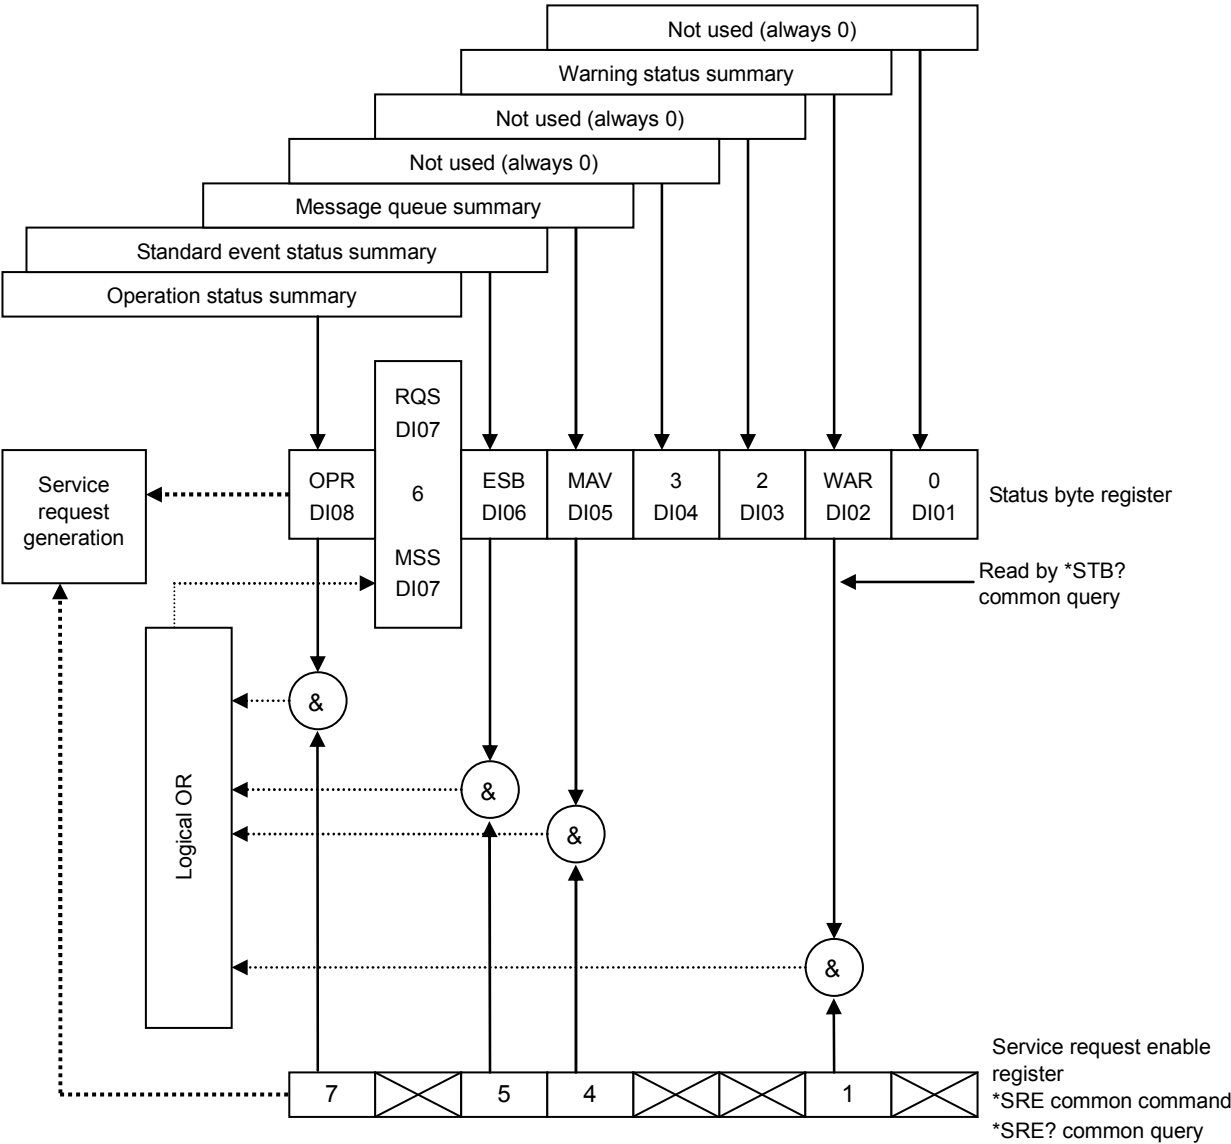 Not used (always 0)
Warning status summary
Not used (always 0)
Not used (always 0)
Message queue summary
Standard event status summary
Operation status summary
RQS
DI07
6
MSS
DI07
Service
request
generation
OPR
DI08
ESB
DI06
MAV
DI05
3
DI04
2
DI03
WAR
DI02
0
DI01
Status byte register
Read by *STB?
common query
&
&
&
&
Logical OR
7
5
4
1
Service request enable
register
*SRE common command
*SRE? common query